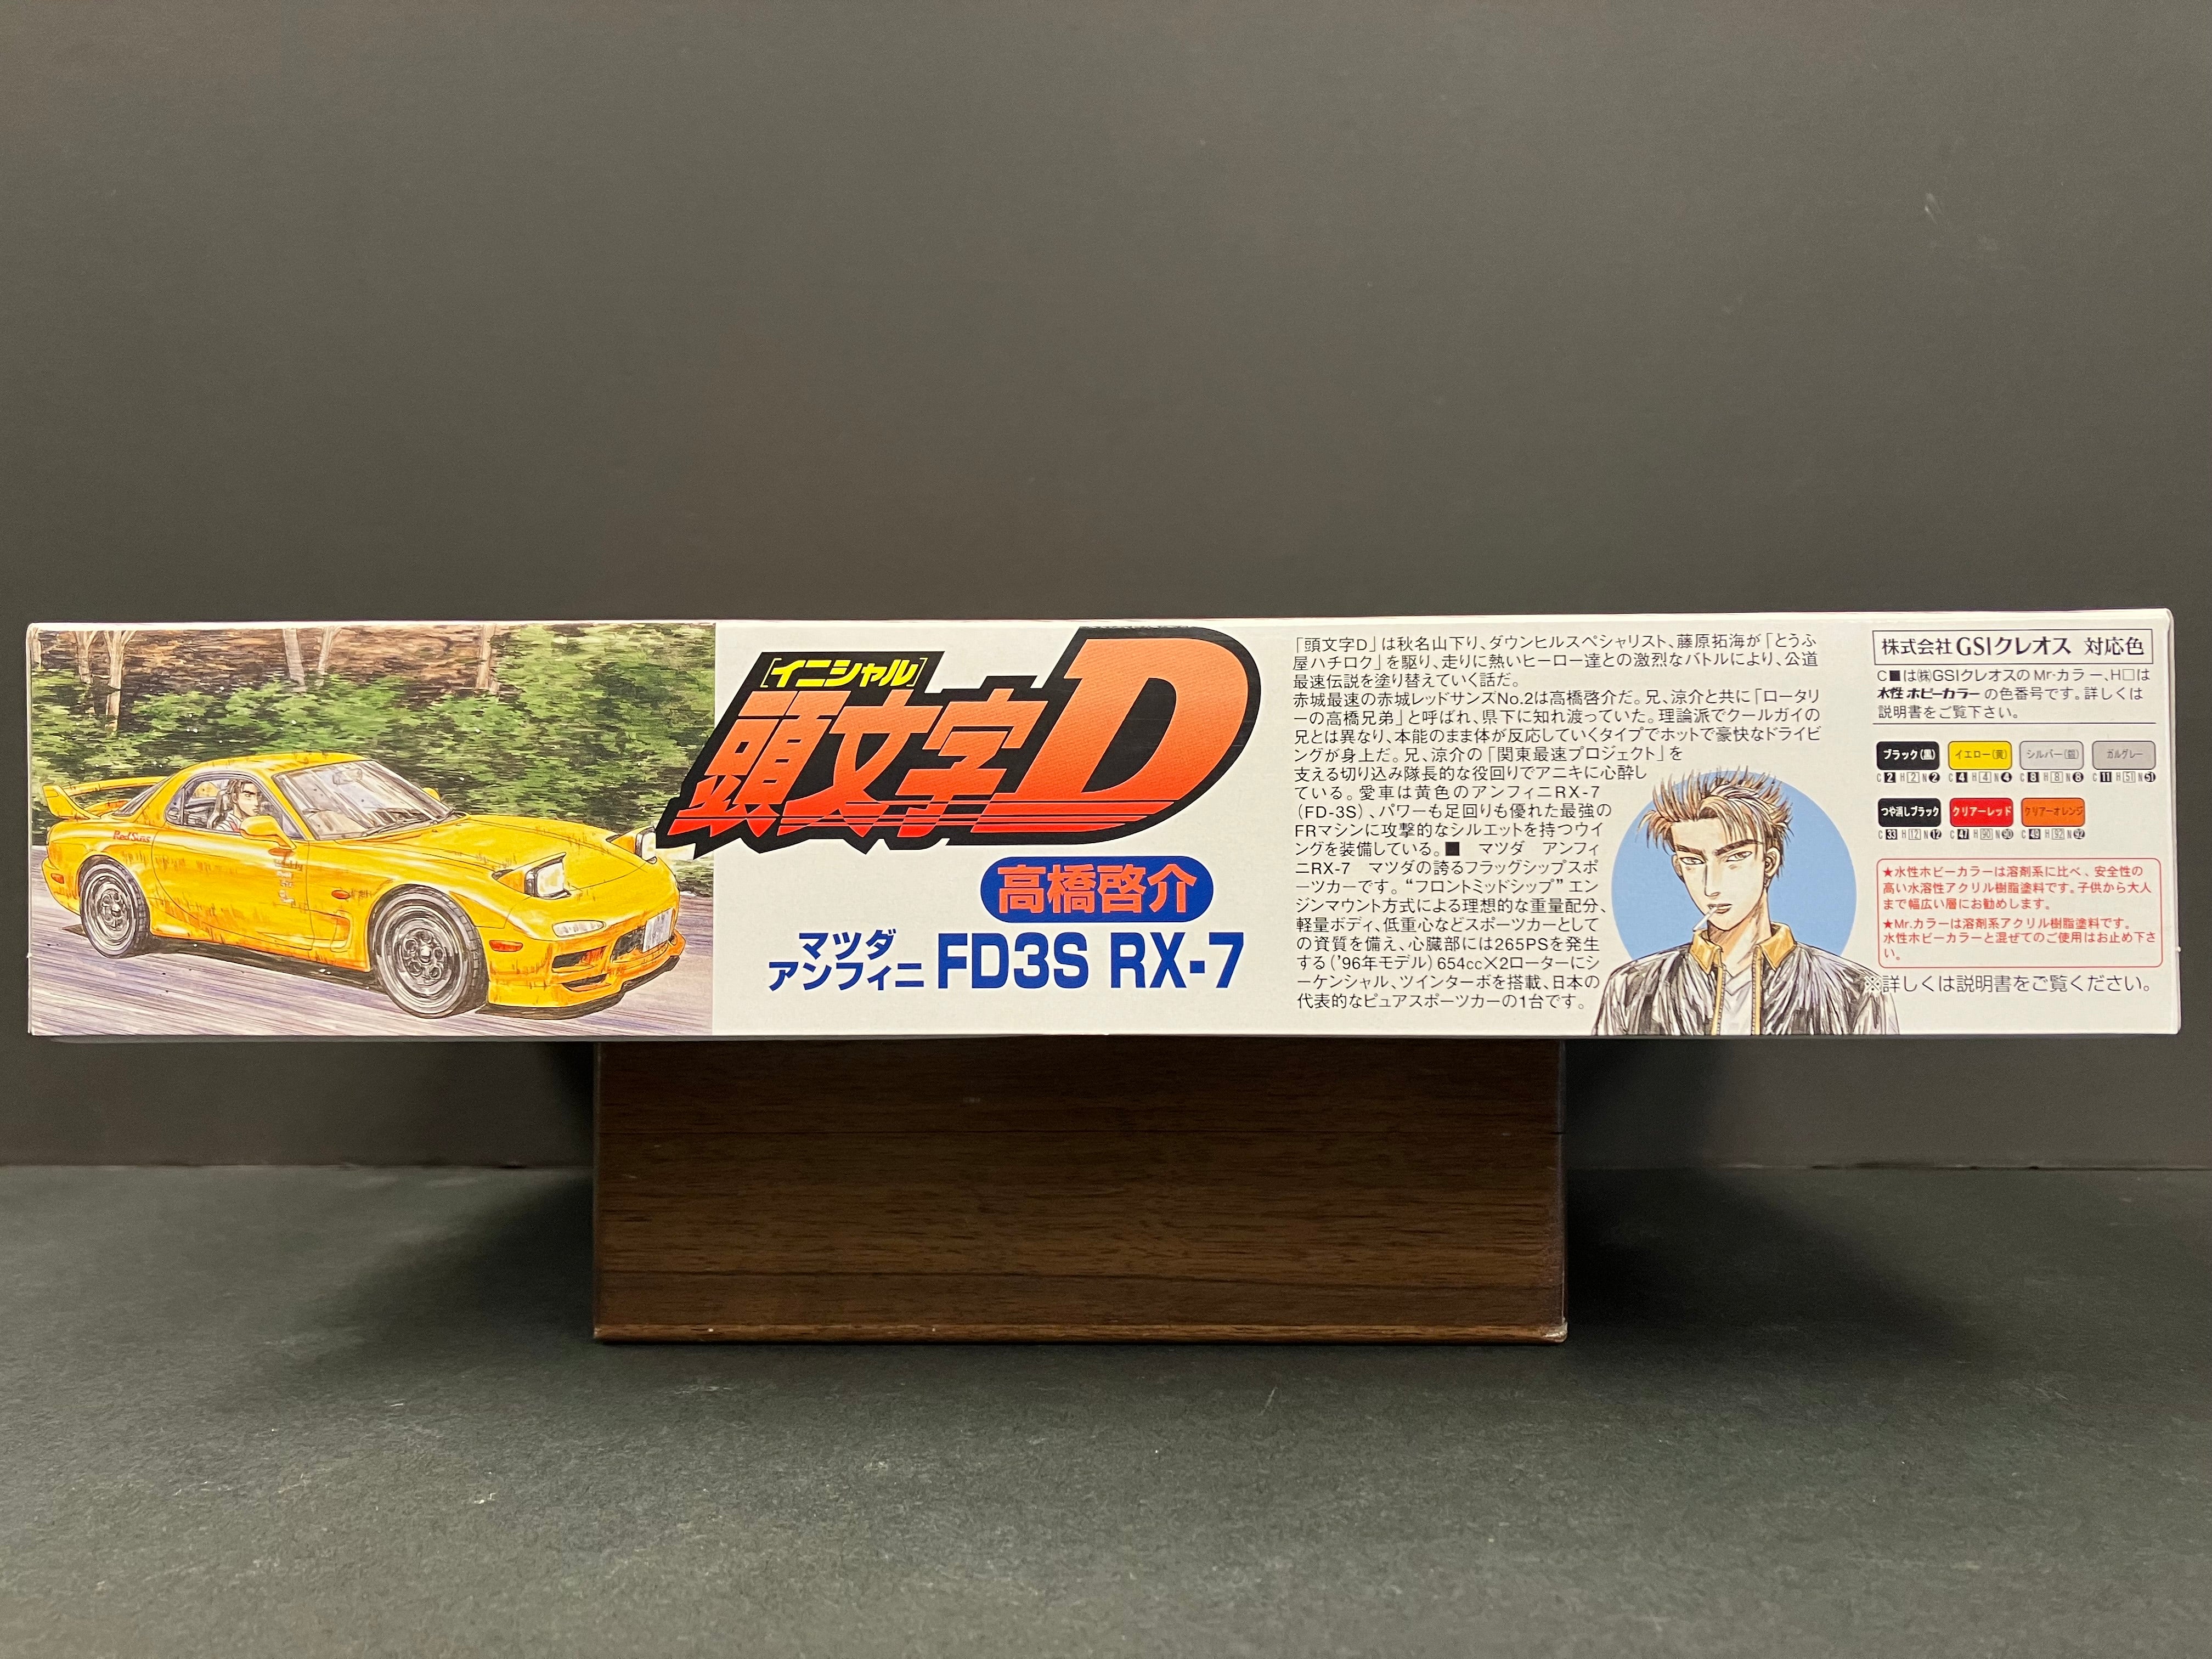 RedSuns
[イニシャル]
頭文字D
高橋啓介
マツダ
アンフィニ FD3S RX-7
「頭文字D」は秋名山下り、ダウンヒルスペシャリスト、藤原拓海が「とうふ
屋ハチロク」を駆り、走りに熱いヒーロー達との激烈なバトルにより、公道
最速伝説を塗り替えていく話だ。
赤城最速の赤城レッドサンズNo.2は高橋啓介だ。兄、涼介と共に「ロータリ
ーの高橋兄弟」と呼ばれ、県下に知れ渡っていた。理論派でクールガイの
兄とは異なり、本能のまま体が反応していくタイプでホットで豪快なドライビ
ングが身上だ。兄、涼介の「関東最速プロジェクト」を
支える切り込み隊長的な役回りでアニキに心酔し
ている。愛車は黄色のアンフィニRX-7
(FD-3S)、パワーも足回りも優れた最強の
FRマシンに攻撃的なシルエットを持つウイ
ングを装備している。■ マツダ アンフィ
ニRX-7 マツダの誇るフラッグシップスポ
ーツカーです。“フロントミッドシップ”エン
ジンマウント方式による理想的な重量配分、
軽量ボディ、低重心などスポーツカーとして
の資質を備え、心臓部には265PSを発生
する('96年モデル)654cc×2ローターにシ
ーケンシャル、ツインターボを搭載、日本の
代表的なピュアスポーツカーの1台です。
株式会社GSIクレオス 対応色
C■は㈱GSIクレオスのMr・カラー、H□は
水性ホビーカラーの色番号です。詳しくは
説明書をご覧下さい。
ブラック(黒) イエロー(黄) シルバー(銀) ガルグレー
C2 H2 N2 C4 H4 N4 C8 H8 N8 C11 H51 N51
つや消しブラック クリアーレッド クリアーオレンジ
C33 H12 N12 C47 H90 N90 C49 H92 N92
★水性ホビーカラーは溶剤系に比べ、安全性の
高い水溶性アクリル樹脂塗料です。子供から大人
まで幅広い層にお勧めします。
★Mr.カラーは溶剤系アクリル樹脂塗料です。
水性ホビーカラーと混ぜてのご使用はお止め下さ
い。
※詳しくは説明書をご覧ください。